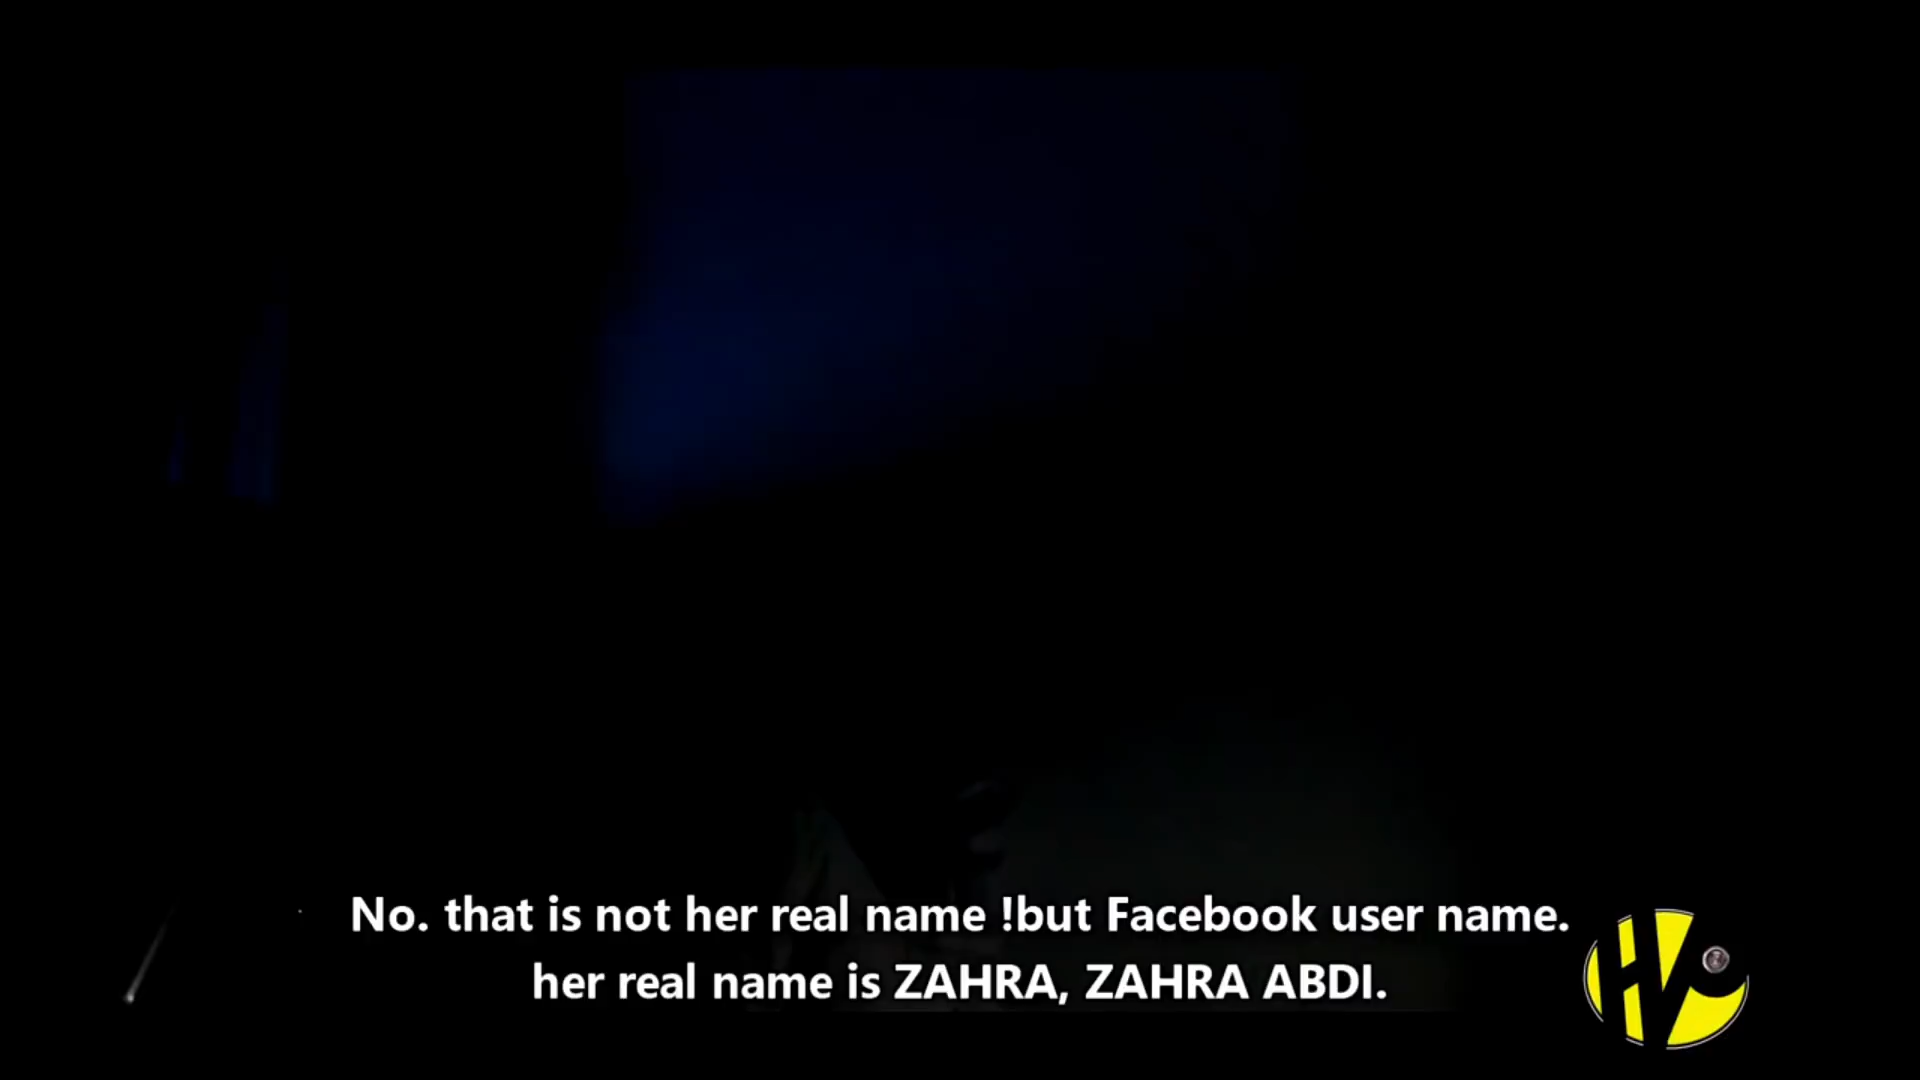 No. that is not her real name !but Facebook user name.
her real name is ZAHRA, ZAHRA ABDI.